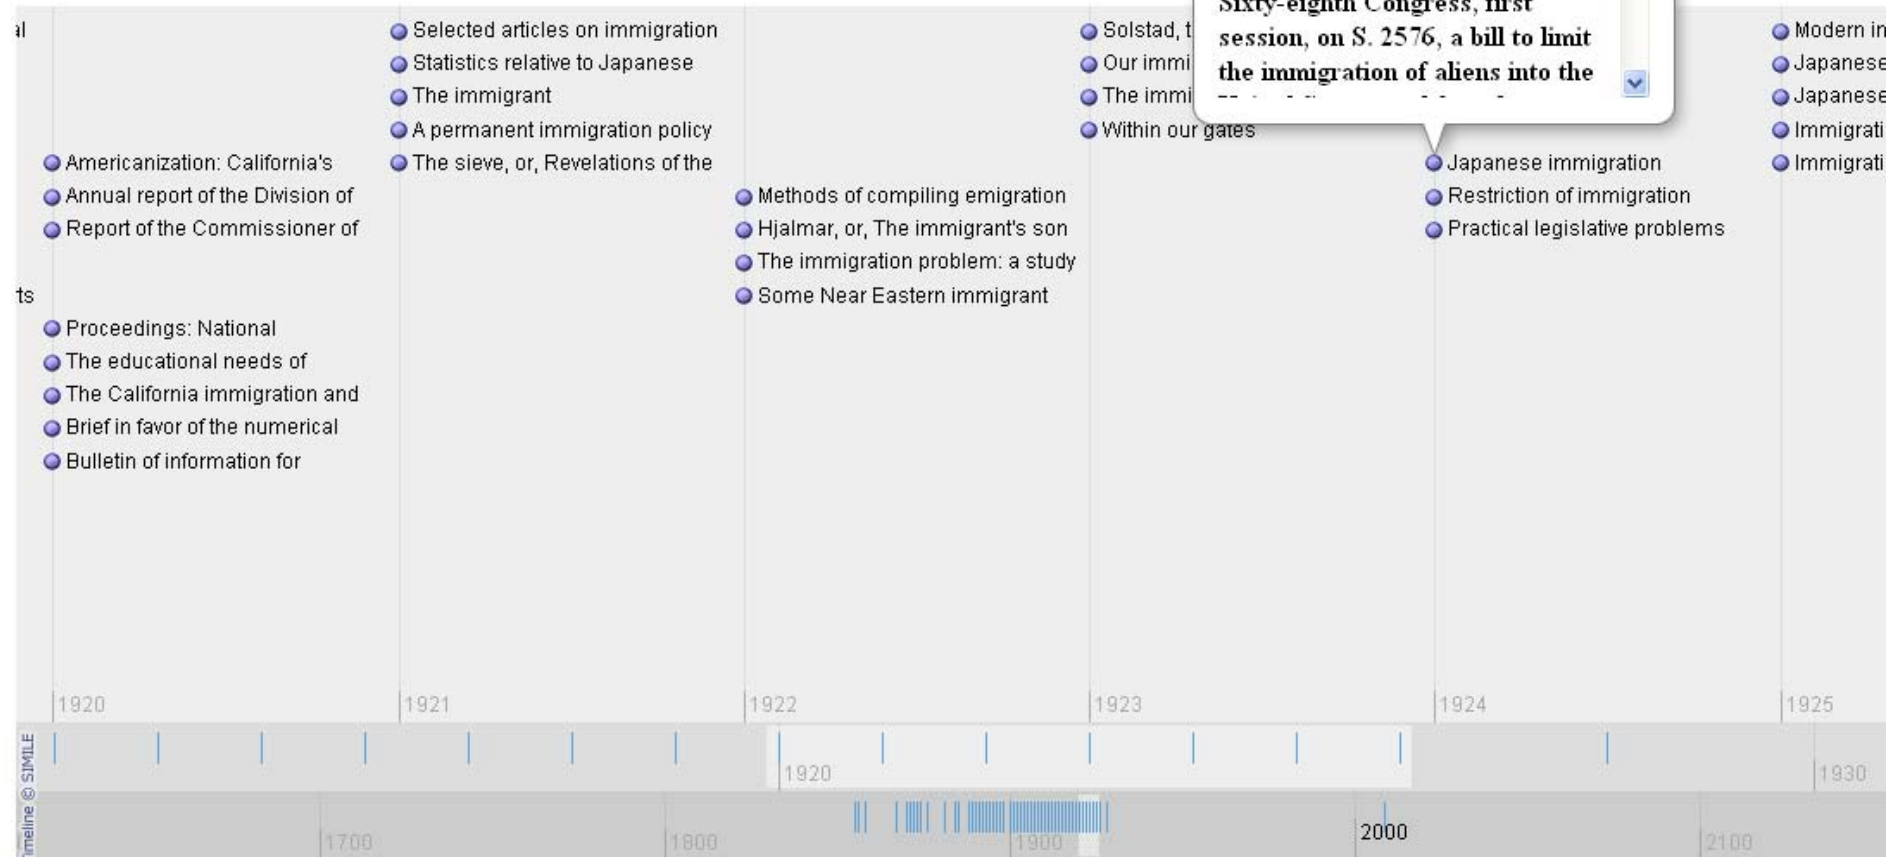 al
Selected articles on immigration
Statistics relative to Japanese
The immigrant
A permanent immigration policy
The sieve, or, Revelations of the
Solstad, t
Our immi
The immi
Within our gates
Sixty-eighth Congress, first
session, on S. 2576, a bill to limit
the immigration of aliens into the
Modern in
Japanese
Japanese
Immigrati
Immigrati
Americanization: California's
Annual report of the Division of
Report of the Commissioner of
Methods of compiling emigration
Hjalmar, or, The immigrant's son
The immigration problem: a study
Some Near Eastern immigrant
Japanese immigration
Restriction of immigration
Practical legislative problems
ts
Proceedings: National
The educational needs of
The California immigration and
Brief in favor of the numerical
Bulletin of information for
1920
1921
1922
1923
1924
1925
1920
1930
1700
1800
1900
2000
2100
Timeline © SIMILE